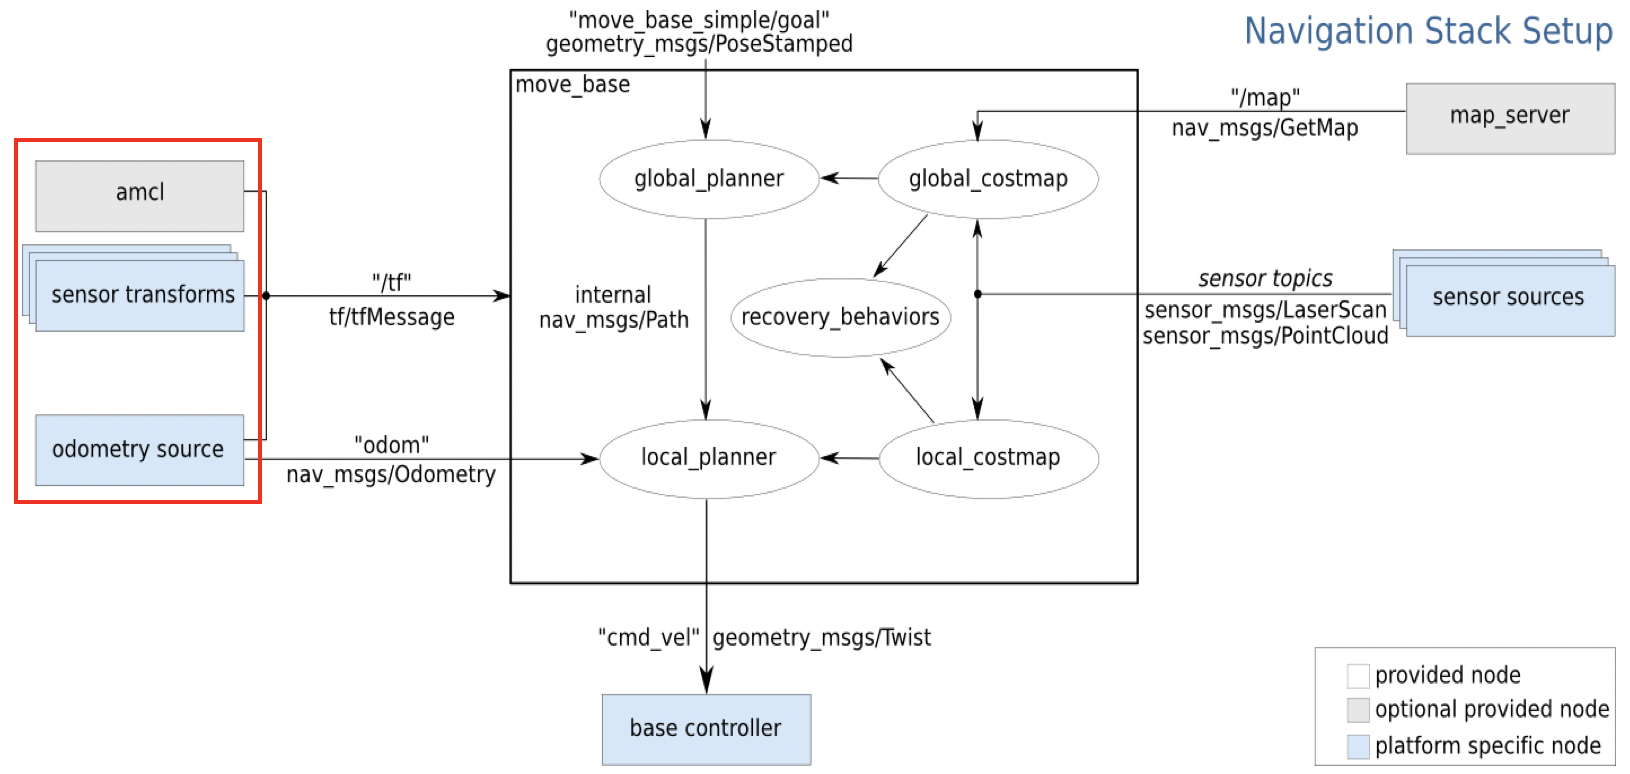 "move_base_simple/goal"
geometry_msgs/PoseStamped
Navigation Stack Setup
move_base
"/map"
nav_msgs/GetMap
map_server
amcl
global_planner
global_costmap
sensor transforms
"/tf"
tf/tfMessage
internal
nav_msgs/Path
recovery_behaviors
sensor topics
sensor_msgs/LaserScan
sensor_msgs/PointCloud
sensor sources
odometry source
"odom"
nav_msgs/Odometry
local_planner
local_costmap
"cmd_vel"
geometry_msgs/Twist
base controller
provided node
optional provided node
platform specific node